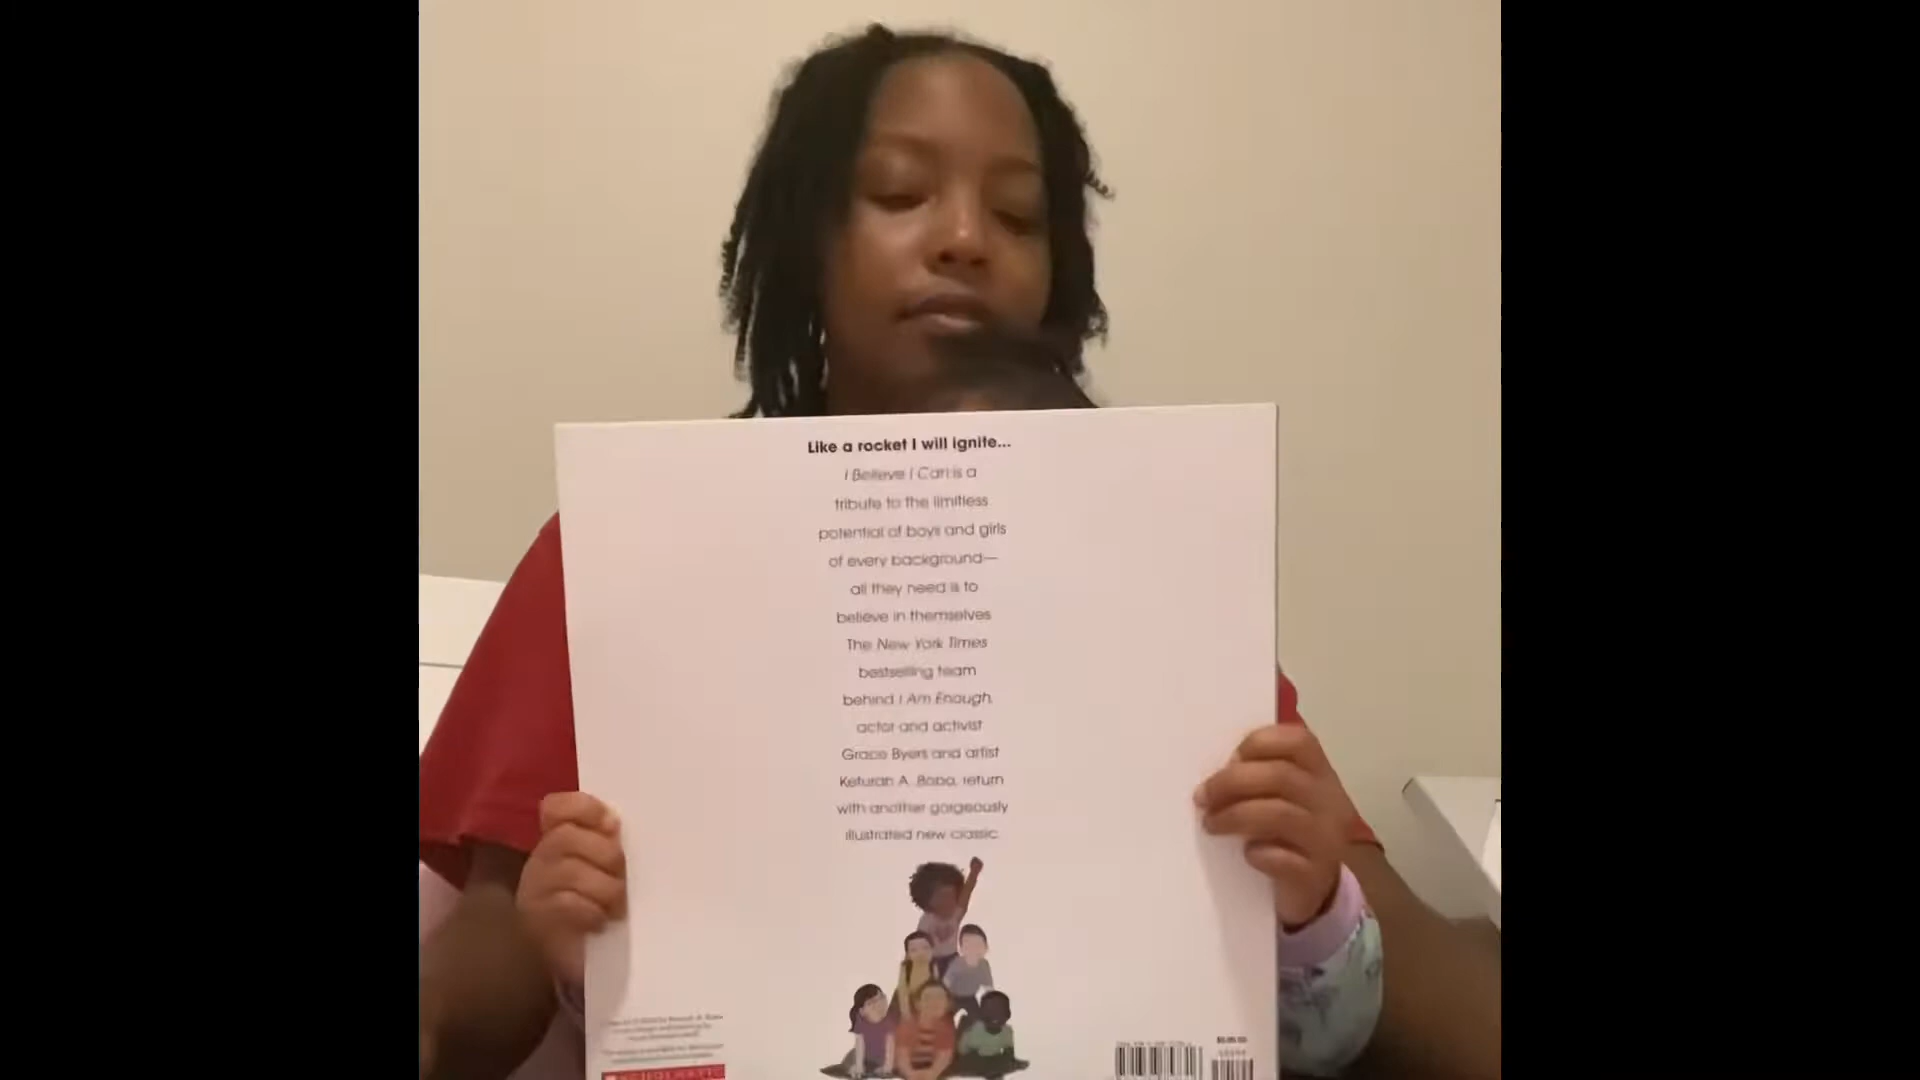 Like a rocket I will ignite...
I Believe I Can is a
tribute to the limitless
potential of boys and girls
of every background—
all they need is to
believe in themselves
The New York Times
bestselling team
behind I Am Enough,
actor and activist
Grace Byers and artist
Keturah A. Bobo, return
with another gorgeously
illustrated new classic.
SCHOLASTIC